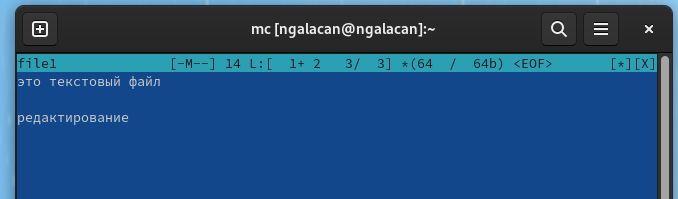 mc [ngalacan@ngalacan]:~
file1 [-M--] 14 L:[ 1+ 2 3/ 3] *(64 / 64b) <EOF> [*][X]
это текстовый файл
редактирование